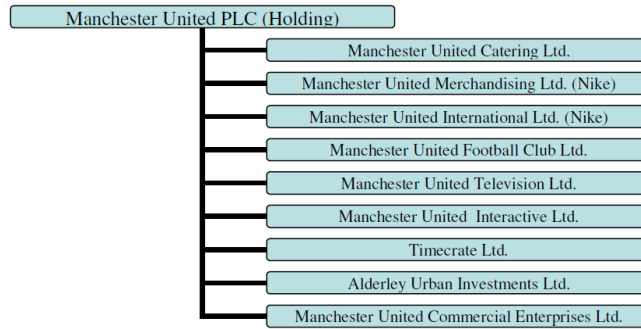 Manchester United PLC (Holding)
Manchester United Catering Ltd.
Manchester United Merchandising Ltd. (Nike)
Manchester United International Ltd. (Nike)
Manchester United Football Club Ltd.
Manchester United Television Ltd.
Manchester United Interactive Ltd.
Timecrate Ltd.
Alderley Urban Investments Ltd.
Manchester United Commercial Enterprises Ltd.